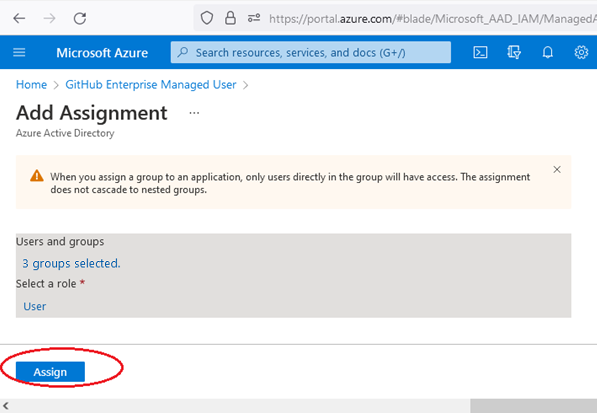 https://portal.azure.com/#blade/Microsoft_AAD_IAM/ManagedA
Microsoft Azure
Search resources, services, and docs (G+/)
Home > GitHub Enterprise Managed User >
Add Assignment ...
Azure Active Directory
When you assign a group to an application, only users directly in the group will have access. The assignment
does not cascade to nested groups.
Users and groups
3 groups selected.
Select a role *
User
Assign